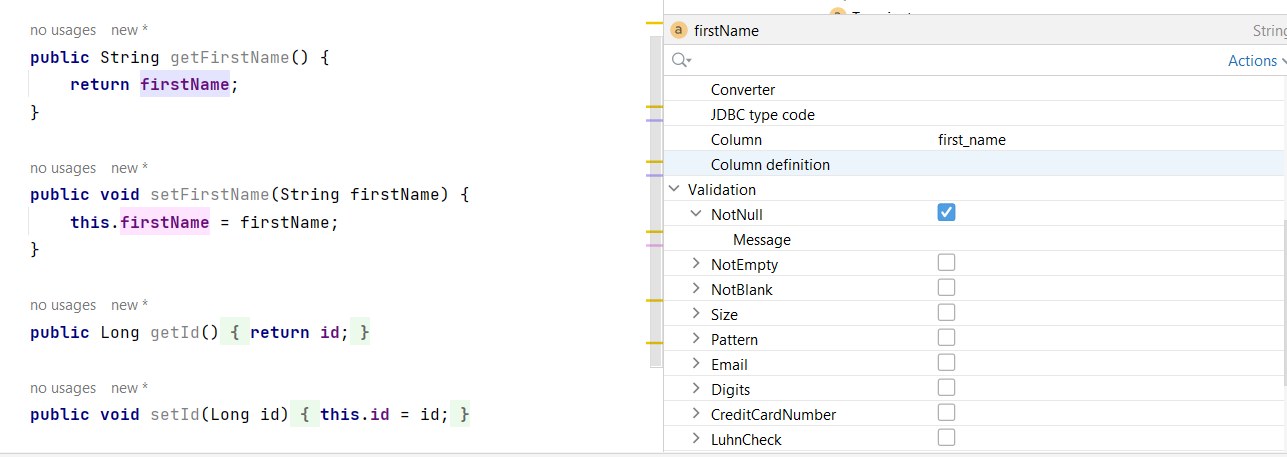 no usages new *
public String getFirstName() {
return firstName;
}
no usages new *
public void setFirstName(String firstName) {
this.firstName = firstName;
}
no usages new *
public Long getId() { return id; }
no usages new *
public void setId(Long id) { this.id = id; }
a firstName
Actions
Converter
JDBC type code
Column first_name
Column definition
Validation
NotNull
Message
NotEmpty
NotBlank
Size
Pattern
Email
Digits
CreditCardNumber
LuhnCheck